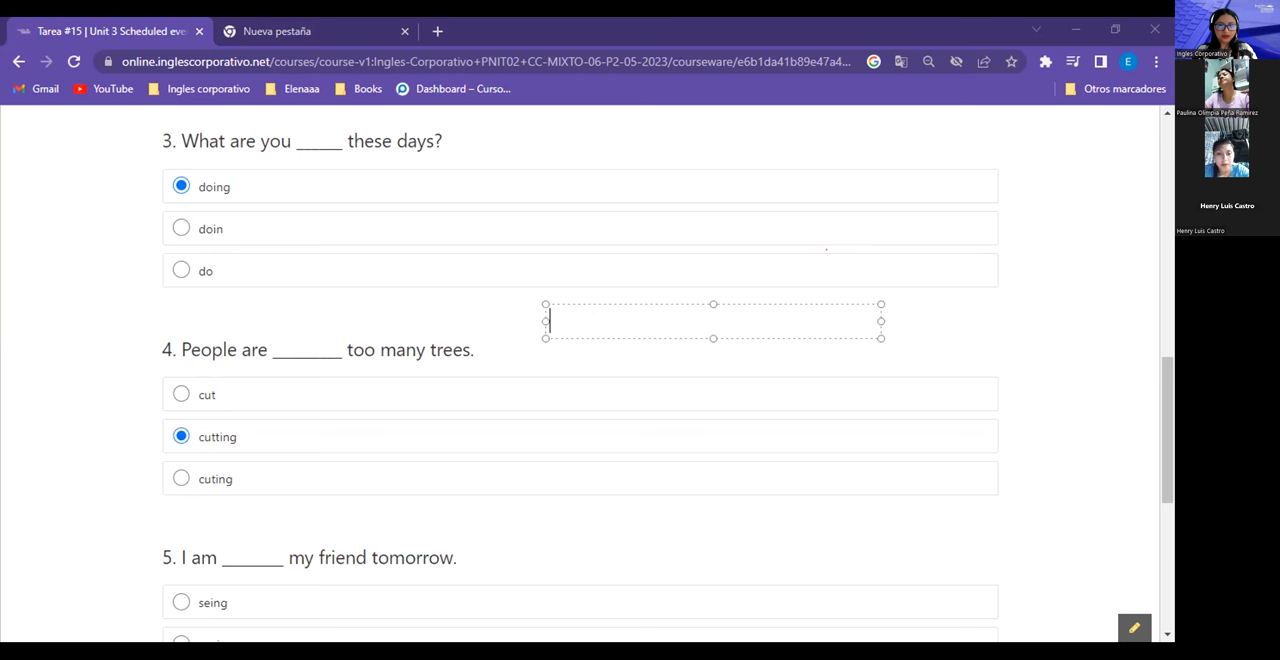 Tarea #15 | Unit 3 Scheduled eve
Nueva pestaña
online.inglescorporativo.net/courses/course-v1:Ingles-Corporativo+PNIT02+CC-MIXTO-06-P2-05-2023/courseware/e6b1da41b89e47a4...
E
Gmail
YouTube
Ingles corporativo
Elenaaa
Books
Dashboard – Curso...
Otros marcadores
3. What are you _____ these days?
doing
doin
do
4. People are ________ too many trees.
cut
cutting
cuting
5. I am _______ my friend tomorrow.
seing
Ingles Corporativo
Paulina Olimpia Peña Ramirez
Henry Luis Castro
Henry Luis Castro